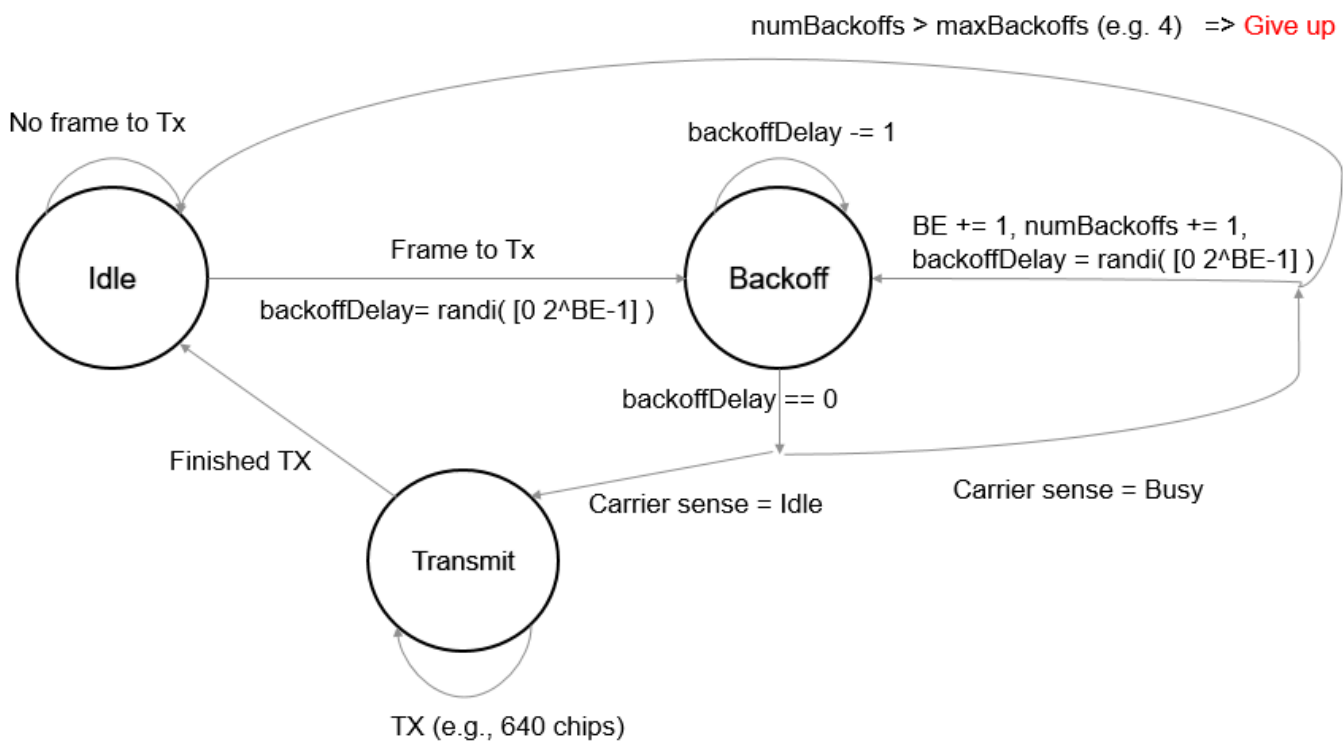 numBackoffs > maxBackoffs (e.g. 4) => Give up
No frame to Tx
backoffDelay -= 1
BE += 1, numBackoffs += 1,
backoffDelay = randi( [0 2^BE-1] )
Frame to Tx
Idle
Backoff
backoffDelay= randi( [0 2^BE-1] )
backoffDelay == 0
Finished TX
Carrier sense = Idle
Carrier sense = Busy
Transmit
TX (e.g., 640 chips)